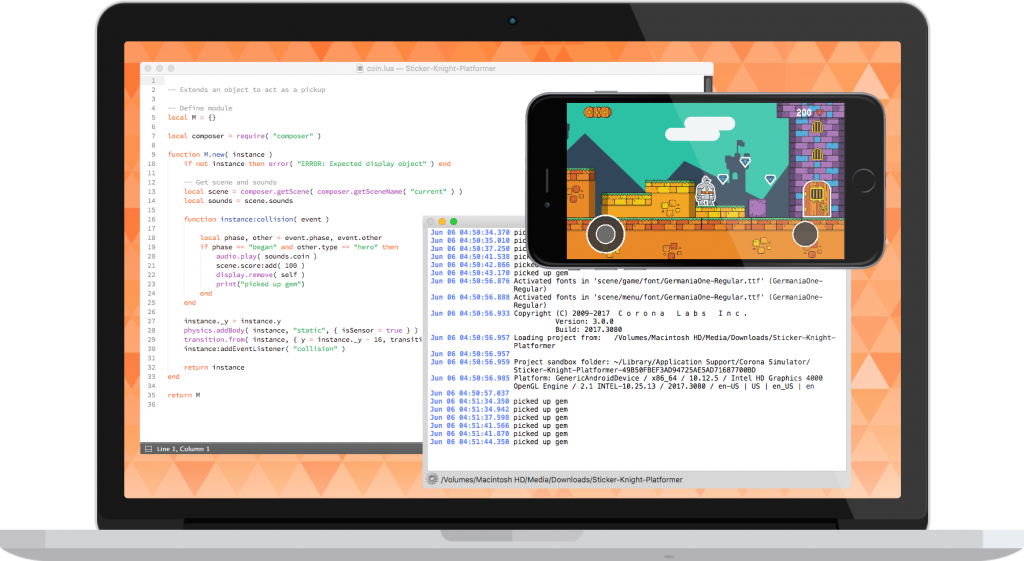 coin.lua — Sticker-Knight-Platformer
1
2 -- Extends an object to act as a pickup
3
4 -- Define module
5 local M = {}
6
7 local composer = require( "composer" )
8
9 function M.new( instance )
10 if not instance then error( "ERROR: Expected display object" ) end
11
12 -- Get scene and sounds
13 local scene = composer.getScene( composer.getSceneName( "current" ) )
14 local sounds = scene.sounds
15
16 function instance:collision( event )
17
18 local phase, other = event.phase, event.other
19 if phase == "began" and other.type == "hero" then
20 audio.play( sounds.coin )
21 scene.score:add( 100 )
22 display.remove( self )
23 print("picked up gem")
24 end
25 end
26
27 instance._y = instance.y
28 physics.addBody( instance, "static", { isSensor = true } )
29 transition.from( instance, { y = instance._y - 16, transiti
30 instance:addEventListener( "collision" )
31
32 return instance
33 end
34
35 return M
36
Line 1, Column 1
200
Jun 06 04:50:34.370 pick
Jun 06 04:50:35.010 pic
Jun 06 04:50:37.250 pic
Jun 06 04:50:41.538 pic
Jun 06 04:50:42.866 pick
Jun 06 04:50:43.170 picked up gem
Jun 06 04:50:56.876 Activated fonts in 'scene/game/font/GermaniaOne-Regular.ttf' (GermaniaOne-
Regular)
Jun 06 04:50:56.888 Activated fonts in 'scene/menu/font/GermaniaOne-Regular.ttf' (GermaniaOne-
Regular)
Jun 06 04:50:56.933 Copyright (C) 2009-2017 C o r o n a L a b s I n c .
Version: 3.0.0
Build: 2017.3080
Jun 06 04:50:56.957 Loading project from: /Volumes/Macintosh HD/Media/Downloads/Sticker-Knight-
Platformer
Jun 06 04:50:56.957
Jun 06 04:50:56.959 Project sandbox folder: ~/Library/Application Support/Corona Simulator/
Sticker-Knight-Platformer-49B50FBEF3AD94725AE5AD71687700BD
Jun 06 04:50:56.985 Platform: GenericAndroidDevice / x86_64 / 10.12.5 / Intel HD Graphics 4000
OpenGL Engine / 2.1 INTEL-10.25.13 / 2017.3080 / en-US | US | en_US | en
Jun 06 04:50:57.037
Jun 06 04:51:34.350 picked up gem
Jun 06 04:51:34.942 picked up gem
Jun 06 04:51:37.598 picked up gem
Jun 06 04:51:41.566 picked up gem
Jun 06 04:51:41.870 picked up gem
Jun 06 04:51:44.350 picked up gem
/Volumes/Macintosh HD/Media/Downloads/Sticker-Knight-Platformer